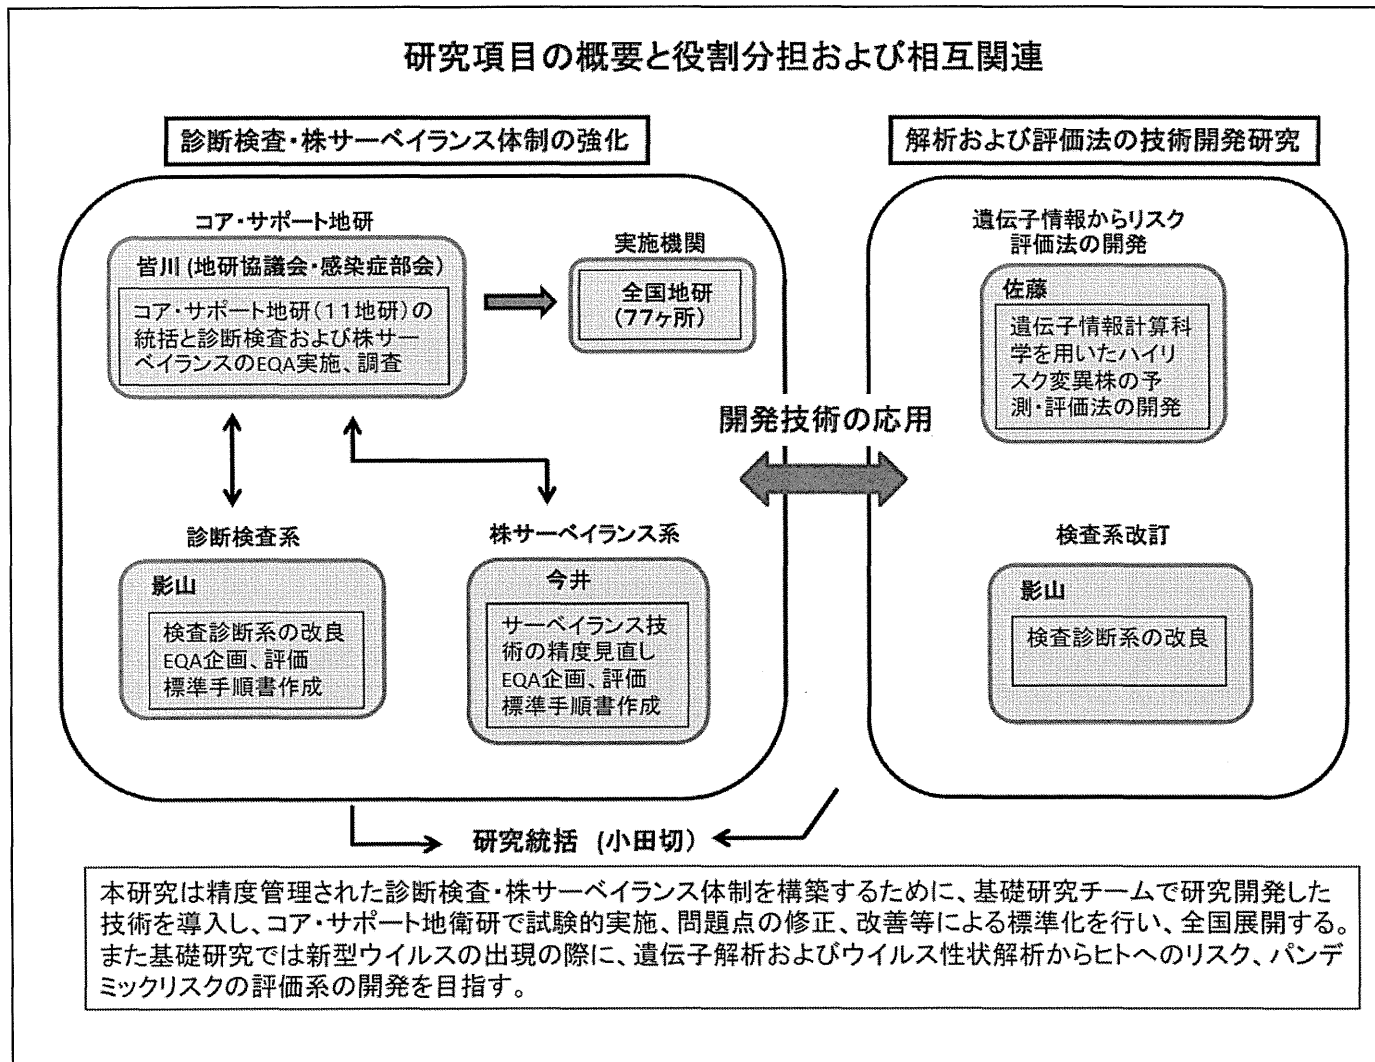 研究項目の概要と役割分担および相互関連
診断検査・株サーベイランス体制の強化
コア・サポート地研
皆川 (地研協議会・感染症部会)
コア・サポート地研(11地研)の
統括と診断検査および株サー
ベイランスのEQA実施、調査
実施機関
全国地研
(77ヶ所)
診断検査系
影山
検査診断系の改良
EQA企画、評価
標準手順書作成
株サーベイランス系
今井
サーベイランス技
術の精度見直し
EQA企画、評価
標準手順書作成
開発技術の応用
解析および評価法の技術開発研究
遺伝子情報からリスク
評価法の開発
佐藤
遺伝子情報計算科
学を用いたハイリ
スク変異株の予
測・評価法の開発
検査系改訂
影山
検査診断系の改良
研究統括 (小田切)
本研究は精度管理された診断検査・株サーベイランス体制を構築するために、基礎研究チームで研究開発した
技術を導入し、コア・サポート地衛研で試験的実施、問題点の修正、改善等による標準化を行い、全国展開する。
また基礎研究では新型ウイルスの出現の際に、遺伝子解析およびウイルス性状解析からヒトへのリスク、パンデ
ミックリスクの評価系の開発を目指す。